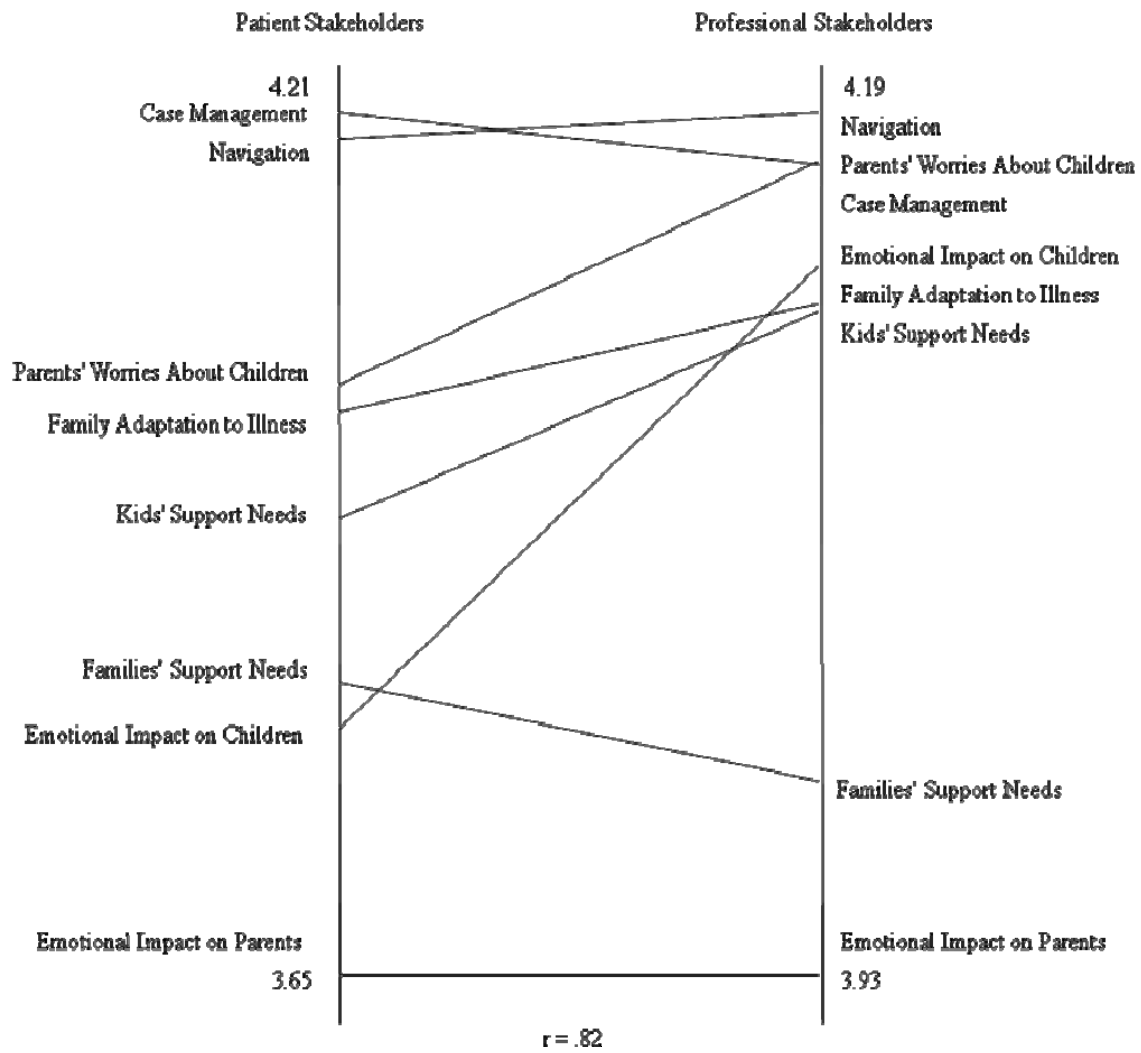 Patient Stakeholders
Professional Stakeholders
4.21
Case Management
Navigation
Parents' Worries About Children
Family Adaptation to Illness
Kids' Support Needs
Families' Support Needs
Emotional Impact on Children
Emotional Impact on Parents
3.65
4.19
Navigation
Parents' Worries About Children
Case Management
Emotional Impact on Children
Family Adaptation to Illness
Kids' Support Needs
Families' Support Needs
Emotional Impact on Parents
3.93
r = .82